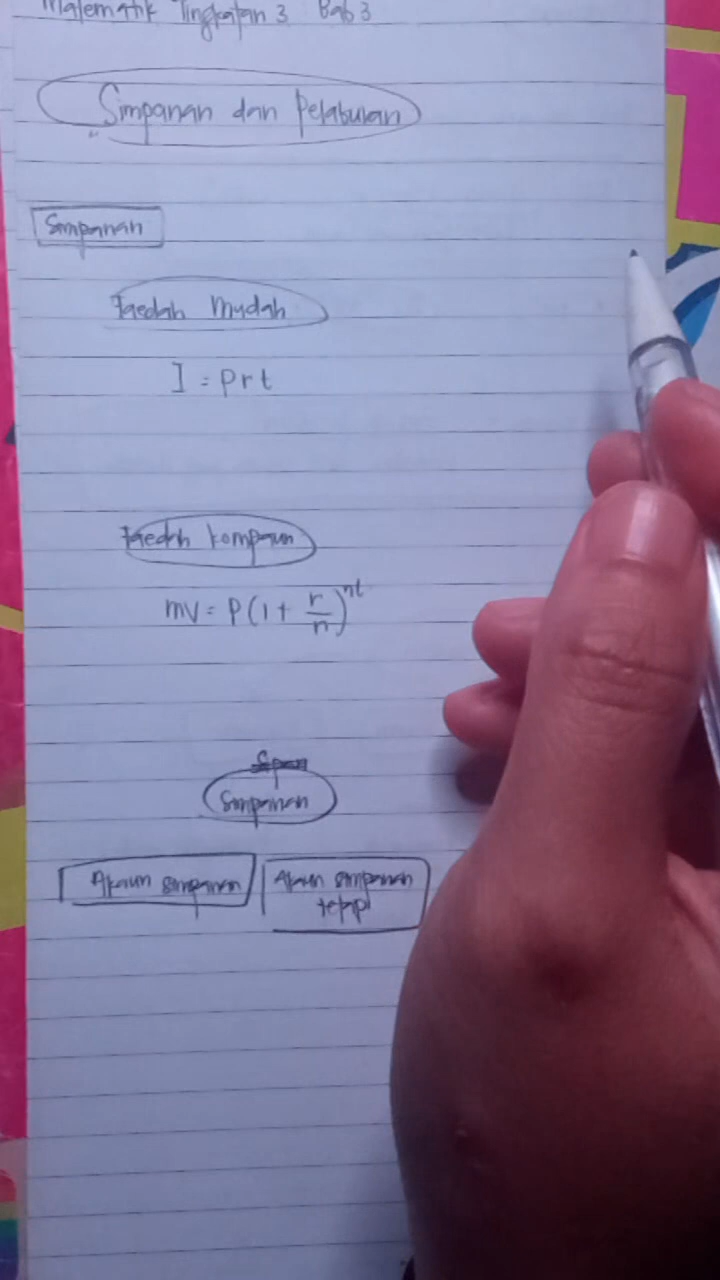 Matematik Tingkatan 3 Bab 3
Simpanan dan Pelaburan
Simpanan
Faedah Mudah
I = Prt
Faedah kompaun
MV = P(1 + r/n)^nt
Simpanan
Akaun simpanan
Akaun simpanan
tetap